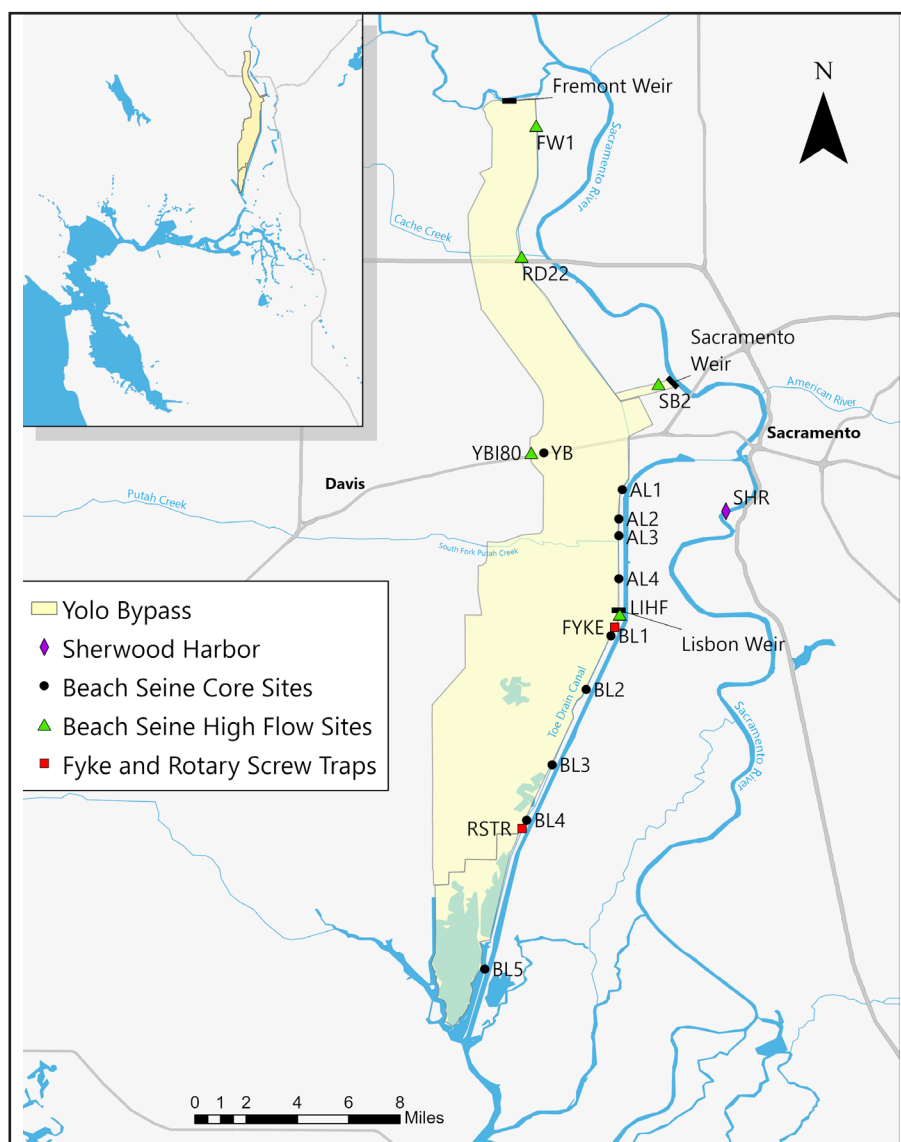 N
Fremont Weir
FW1
Sacramento River
Cache Creek
RD22
Sacramento
Weir
SB2
American River
Sacramento
YBI80
YB
Davis
AL1
SHR
Putah Creek
AL2
AL3
South Fork Putah Creek
AL4
LIHF
FYKE
BL1
Lisbon Weir
Yolo Bypass
Sherwood Harbor
Beach Seine Core Sites
Beach Seine High Flow Sites
Fyke and Rotary Screw Traps
BL2
Toe Drain Canal
Sacramento River
BL3
BL4
RSTR
BL5
0 1 2 4 6 8
Miles